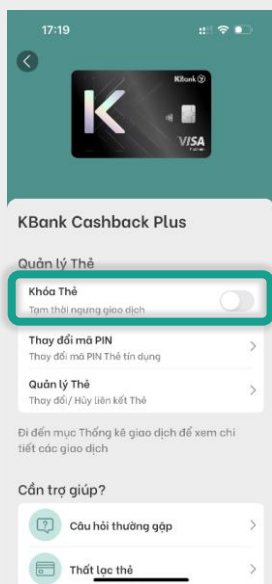 17:19
KBank
K
VISA
Platinum
KBank Cashback Plus
Quản lý Thẻ
Khóa Thẻ
Tạm thời ngưng giao dịch
Thay đổi mã PIN
Thay đổi mã PIN Thẻ tín dụng
Quản lý Thẻ
Thay đổi/ Hủy liên kết Thẻ
Đi đến mục Thống kê giao dịch để xem chi
tiết các giao dịch
Cần trợ giúp?
Câu hỏi thường gặp
Thất lạc thẻ